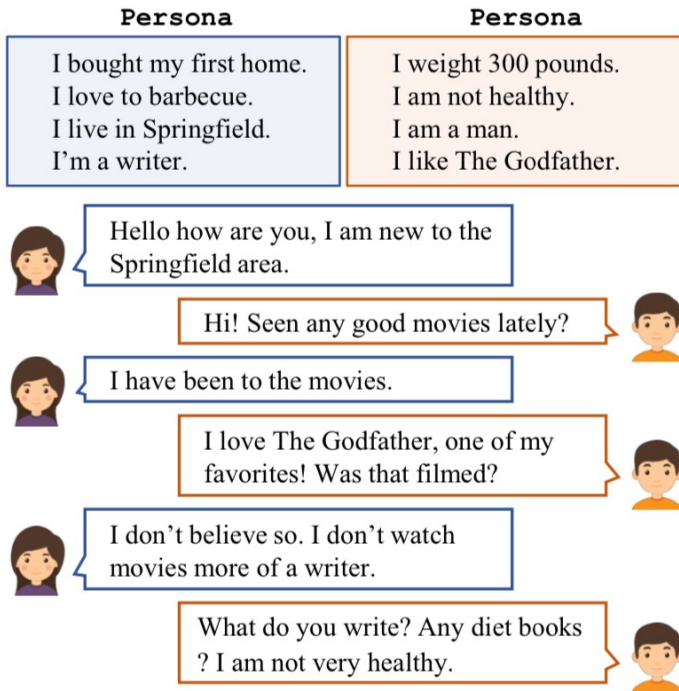 Persona
Persona
I bought my first home.
I love to barbecue.
I live in Springfield.
I'm a writer.
I weight 300 pounds.
I am not healthy.
I am a man.
I like The Godfather.
Hello how are you, I am new to the
Springfield area.
Hi! Seen any good movies lately?
I have been to the movies.
I love The Godfather, one of my
favorites! Was that filmed?
I don't believe so. I don't watch
movies more of a writer.
What do you write? Any diet books
? I am not very healthy.